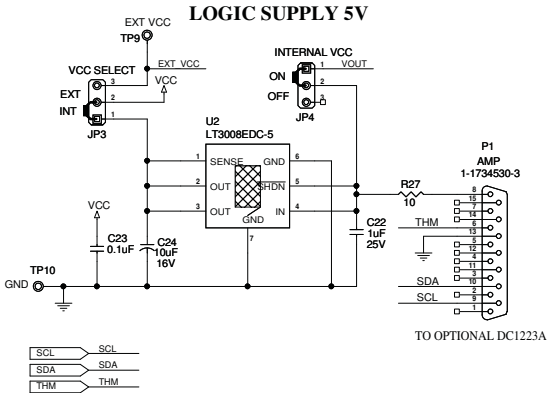 LOGIC SUPPLY 5V
EXT VCC
TP9
EXT VCC
VCC SELECT
EXT
INT
3
2
1
JP3
VCC
INTERNAL VCC
ON
OFF
1
2
3
JP4
VOUT
U2
LT3008EDC-5
1 SENSE GND 6
2 OUT SHDN 5
3 OUT IN 4
GND
7
VCC
C23
0.1uF
C24
10uF
16V
C22
1uF
25V
R27
10
P1
AMP
1-1734530-3
8
15
7
14
THM 6
13
5
12
4
11
3
SDA 10
2
SCL 9
1
TO OPTIONAL DC1223A
TP10
GND
SCL SCL
SDA SDA
THM THM